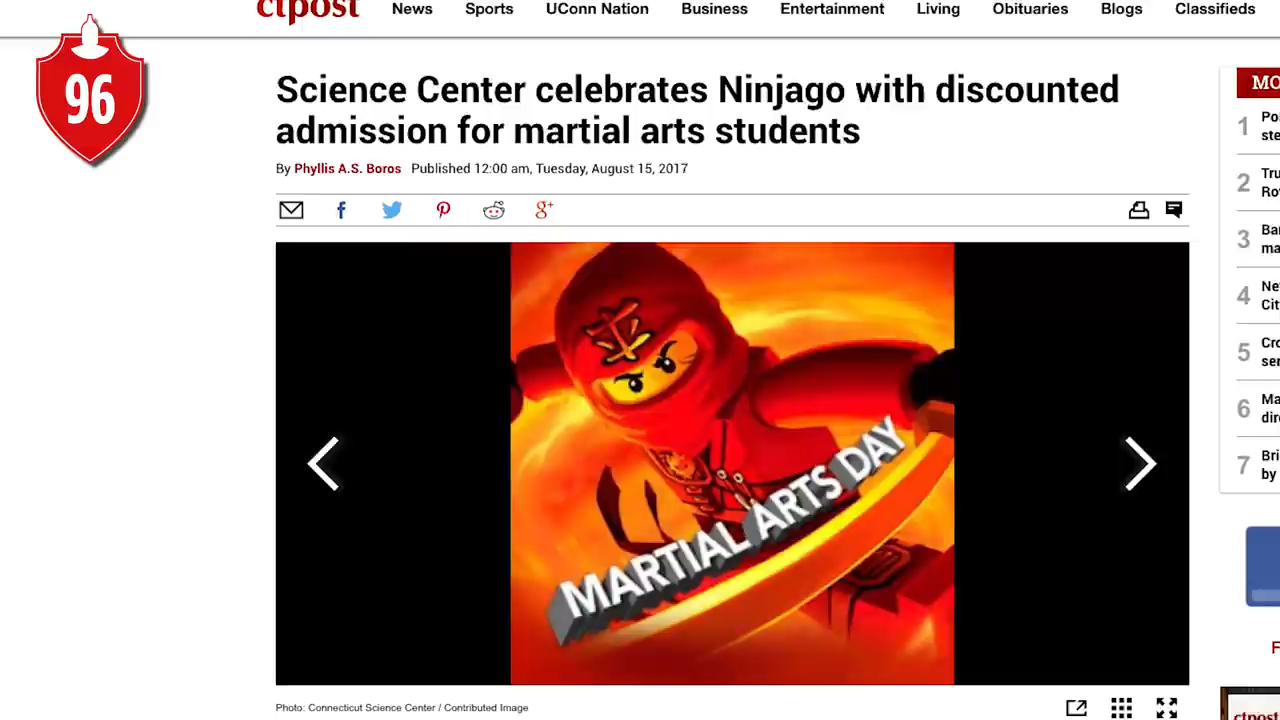 ctpost
News Sports UConn Nation Business Entertainment Living Obituaries Blogs Classifieds
96
Science Center celebrates Ninjago with discounted
admission for martial arts students
By Phyllis A.S. Boros Published 12:00 am, Tuesday, August 15, 2017
MARTIAL ARTS DAY
Photo: Connecticut Science Center / Contributed Image
1
2
3
4
5
6
7
by
ctpost